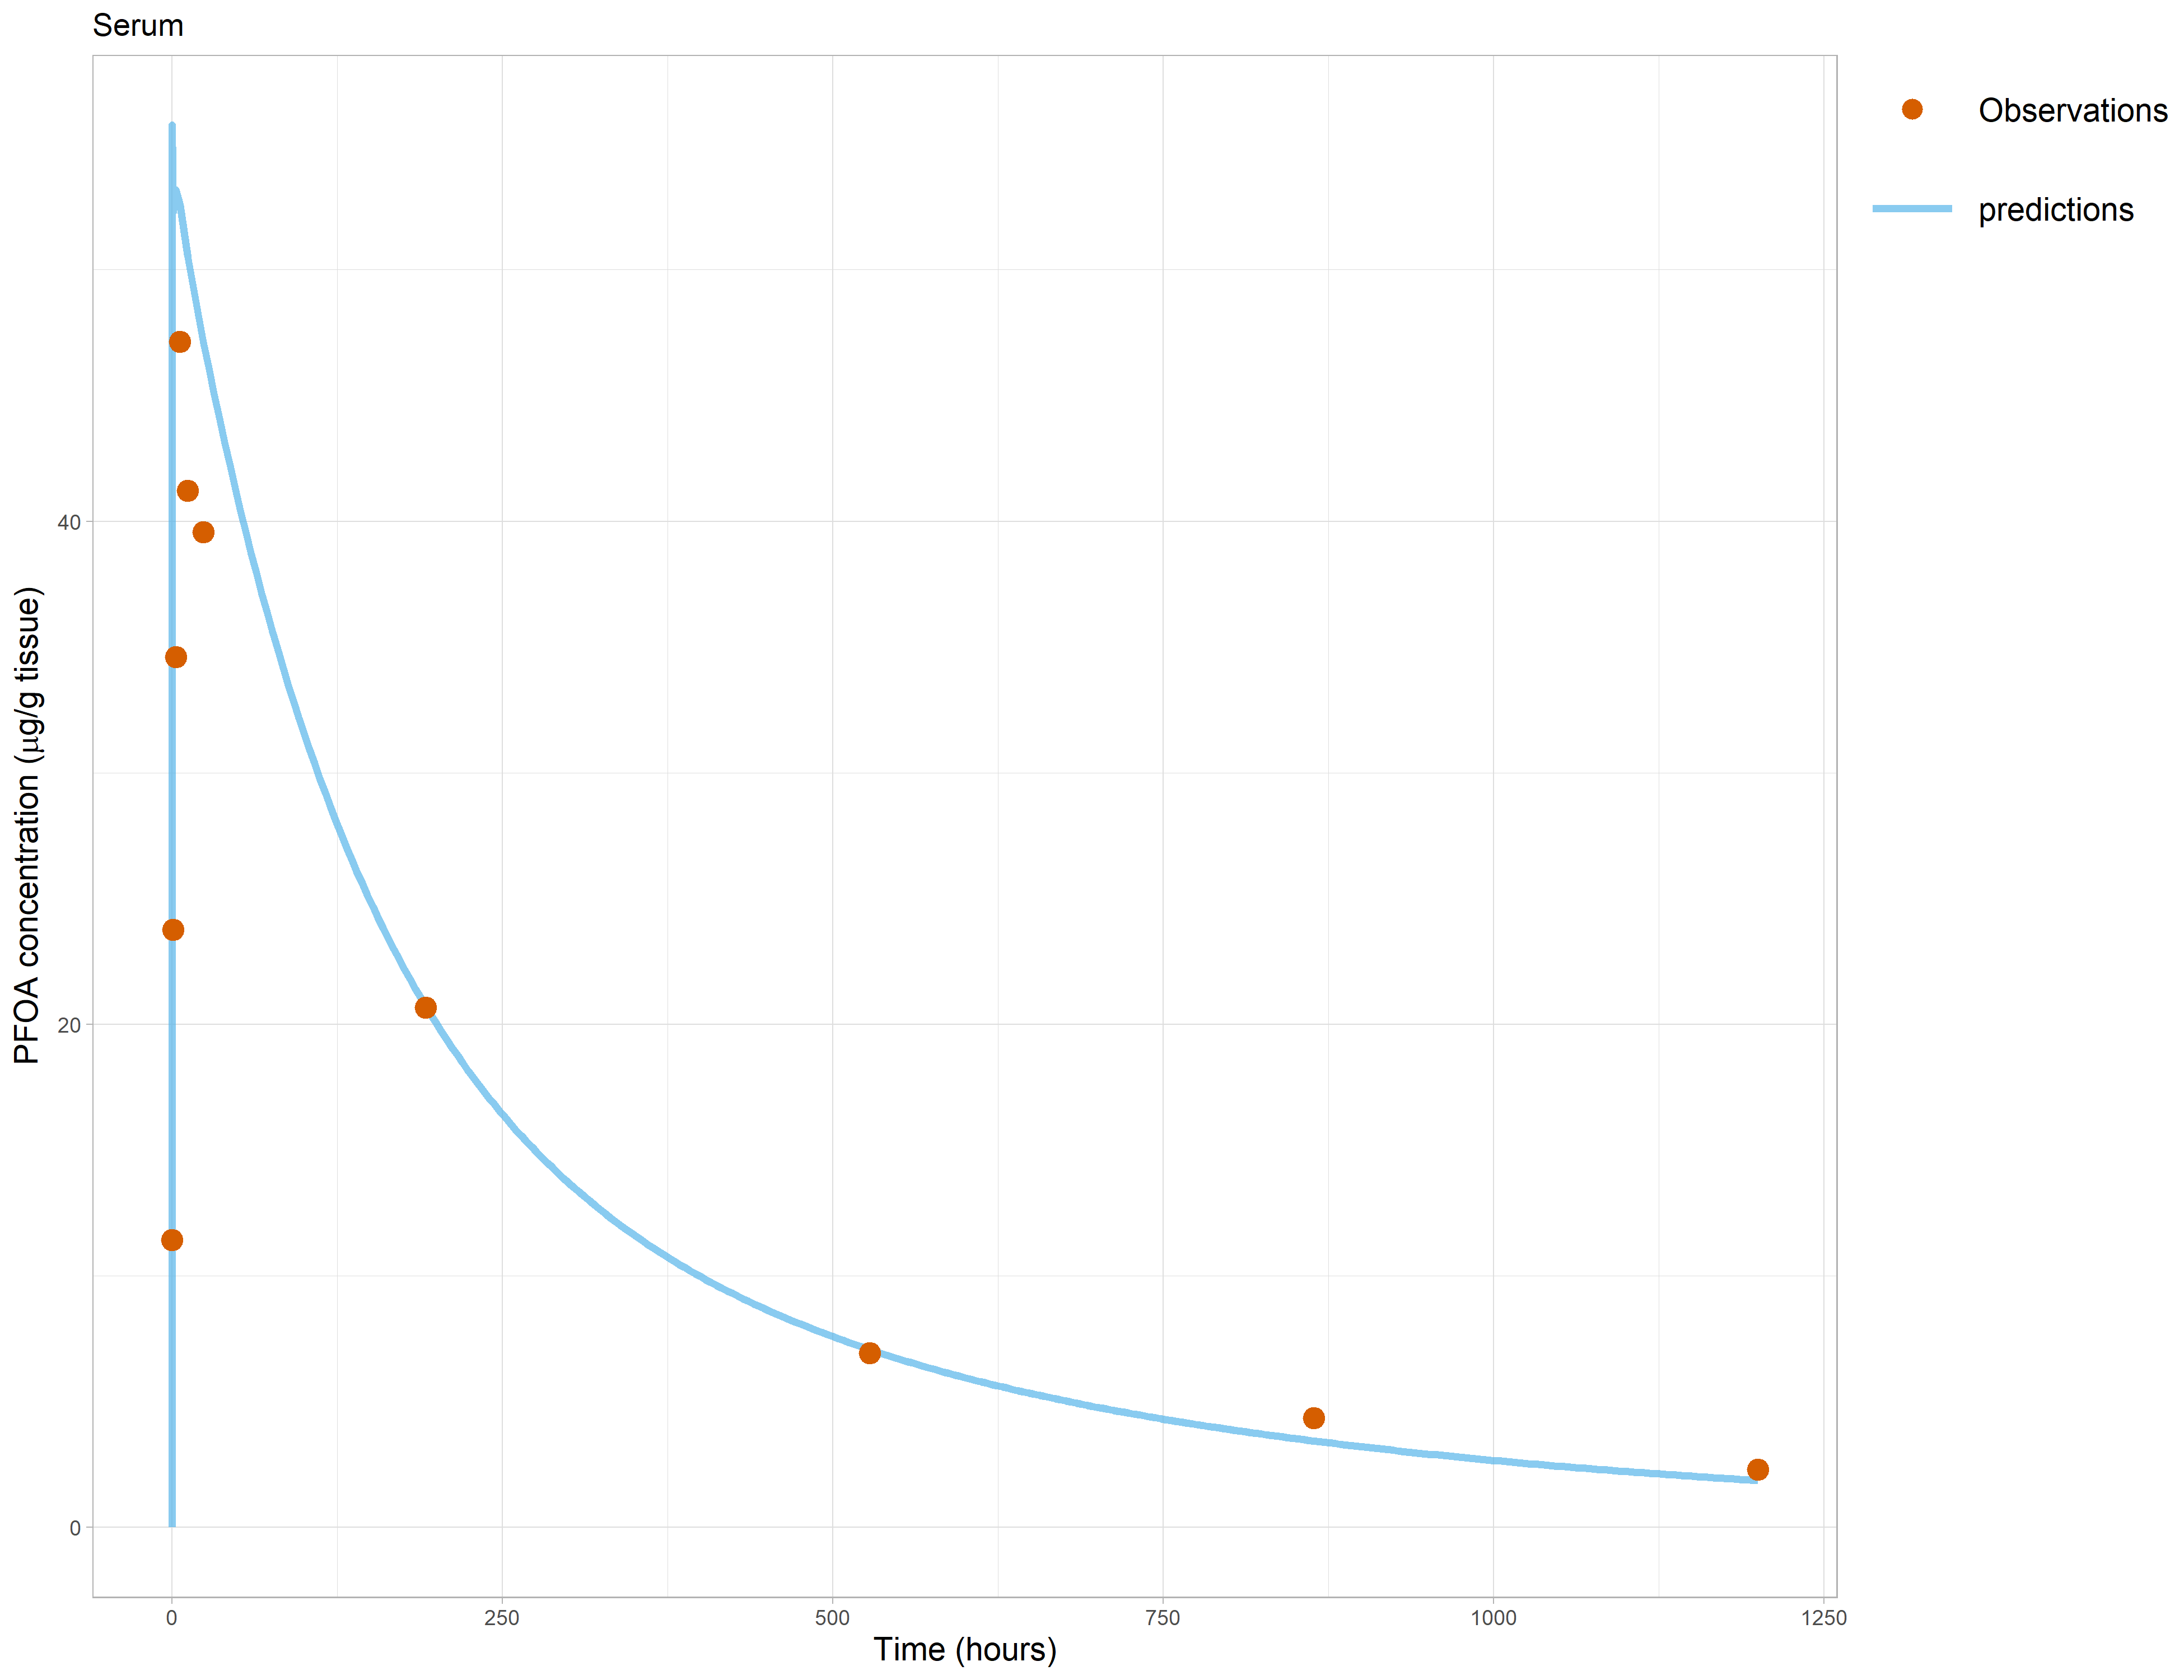 Serum
Observations
predictions
PFOA concentration (μg/g tissue)
40
20
0
0 250 500 750 1000 1250
Time (hours)